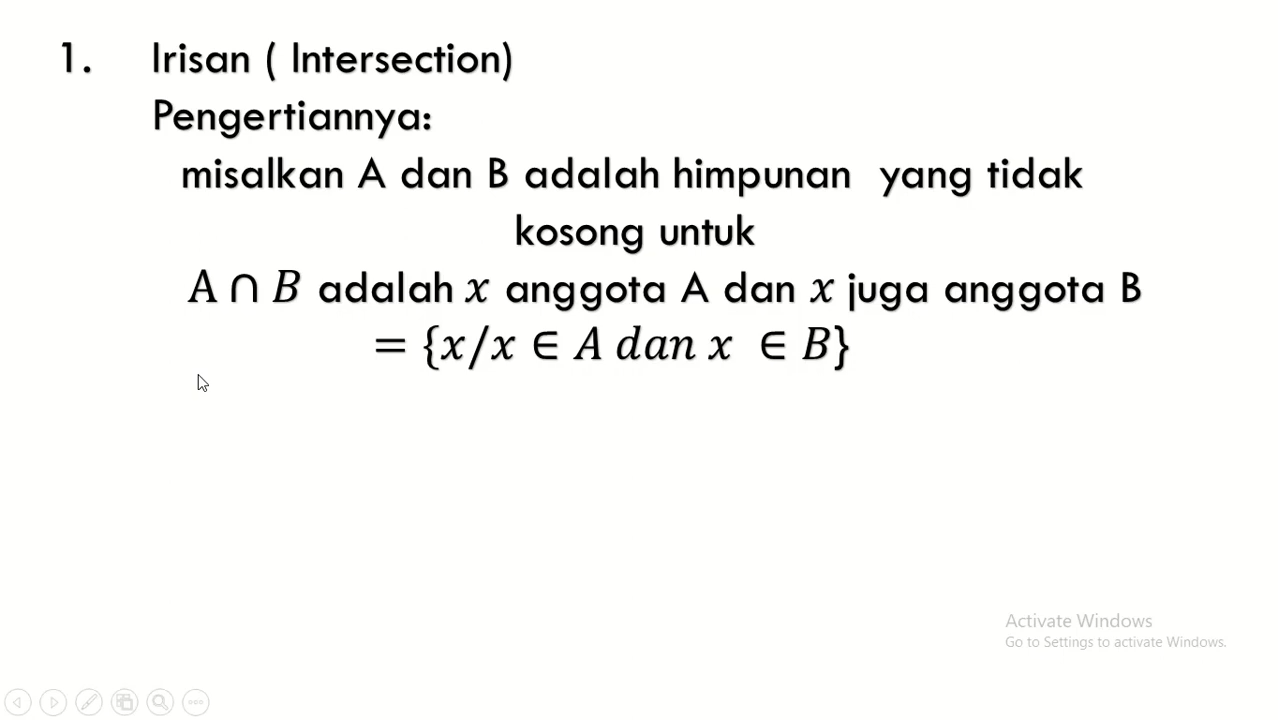 1. Irisan ( Intersection)
Pengertiannya:
misalkan A dan B adalah himpunan yang tidak
kosong untuk
A ∩ B adalah x anggota A dan x juga anggota B
= {x/x ∈ A dan x ∈ B}
Activate Windows
Go to Settings to activate Windows.